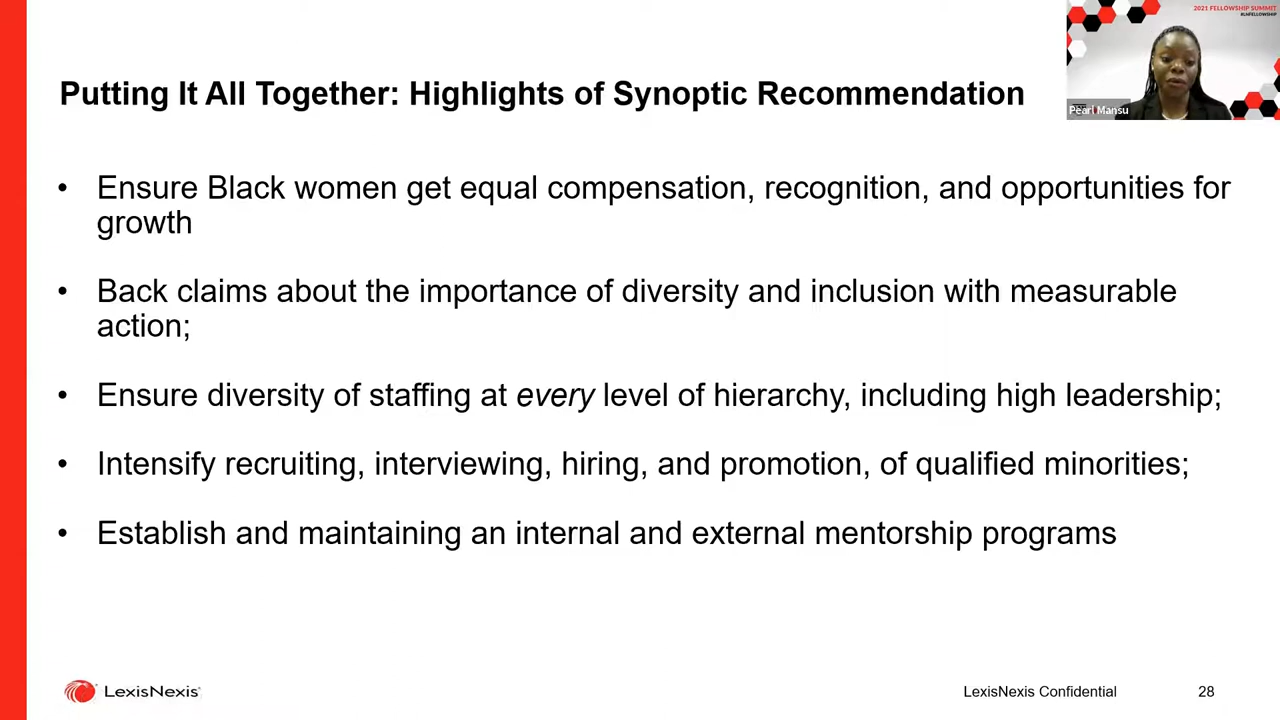 2021 FELLOWSHIP SUMMIT
#LNFELLOWSHIP
Pearl Mansu
Putting It All Together: Highlights of Synoptic Recommendation
• Ensure Black women get equal compensation, recognition, and opportunities for
growth
• Back claims about the importance of diversity and inclusion with measurable
action;
• Ensure diversity of staffing at every level of hierarchy, including high leadership;
• Intensify recruiting, interviewing, hiring, and promotion, of qualified minorities;
• Establish and maintaining an internal and external mentorship programs
LexisNexis
LexisNexis Confidential
28